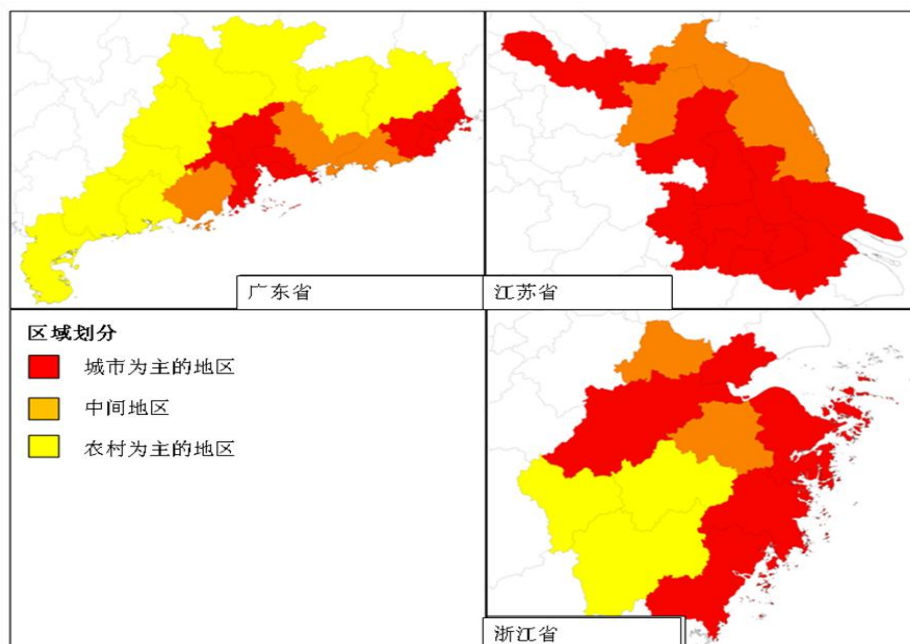 广东省
江苏省
区域划分
城市为主的地区
中间地区
农村为主的地区
浙江省